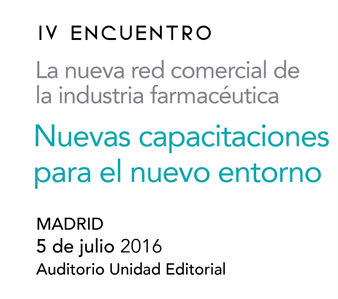 IV ENCUENTRO
La nueva red comercial de
la industria farmacéutica
Nuevas capacitaciones
para el nuevo entorno
MADRID
5 de julio 2016
Auditorio Unidad Editorial